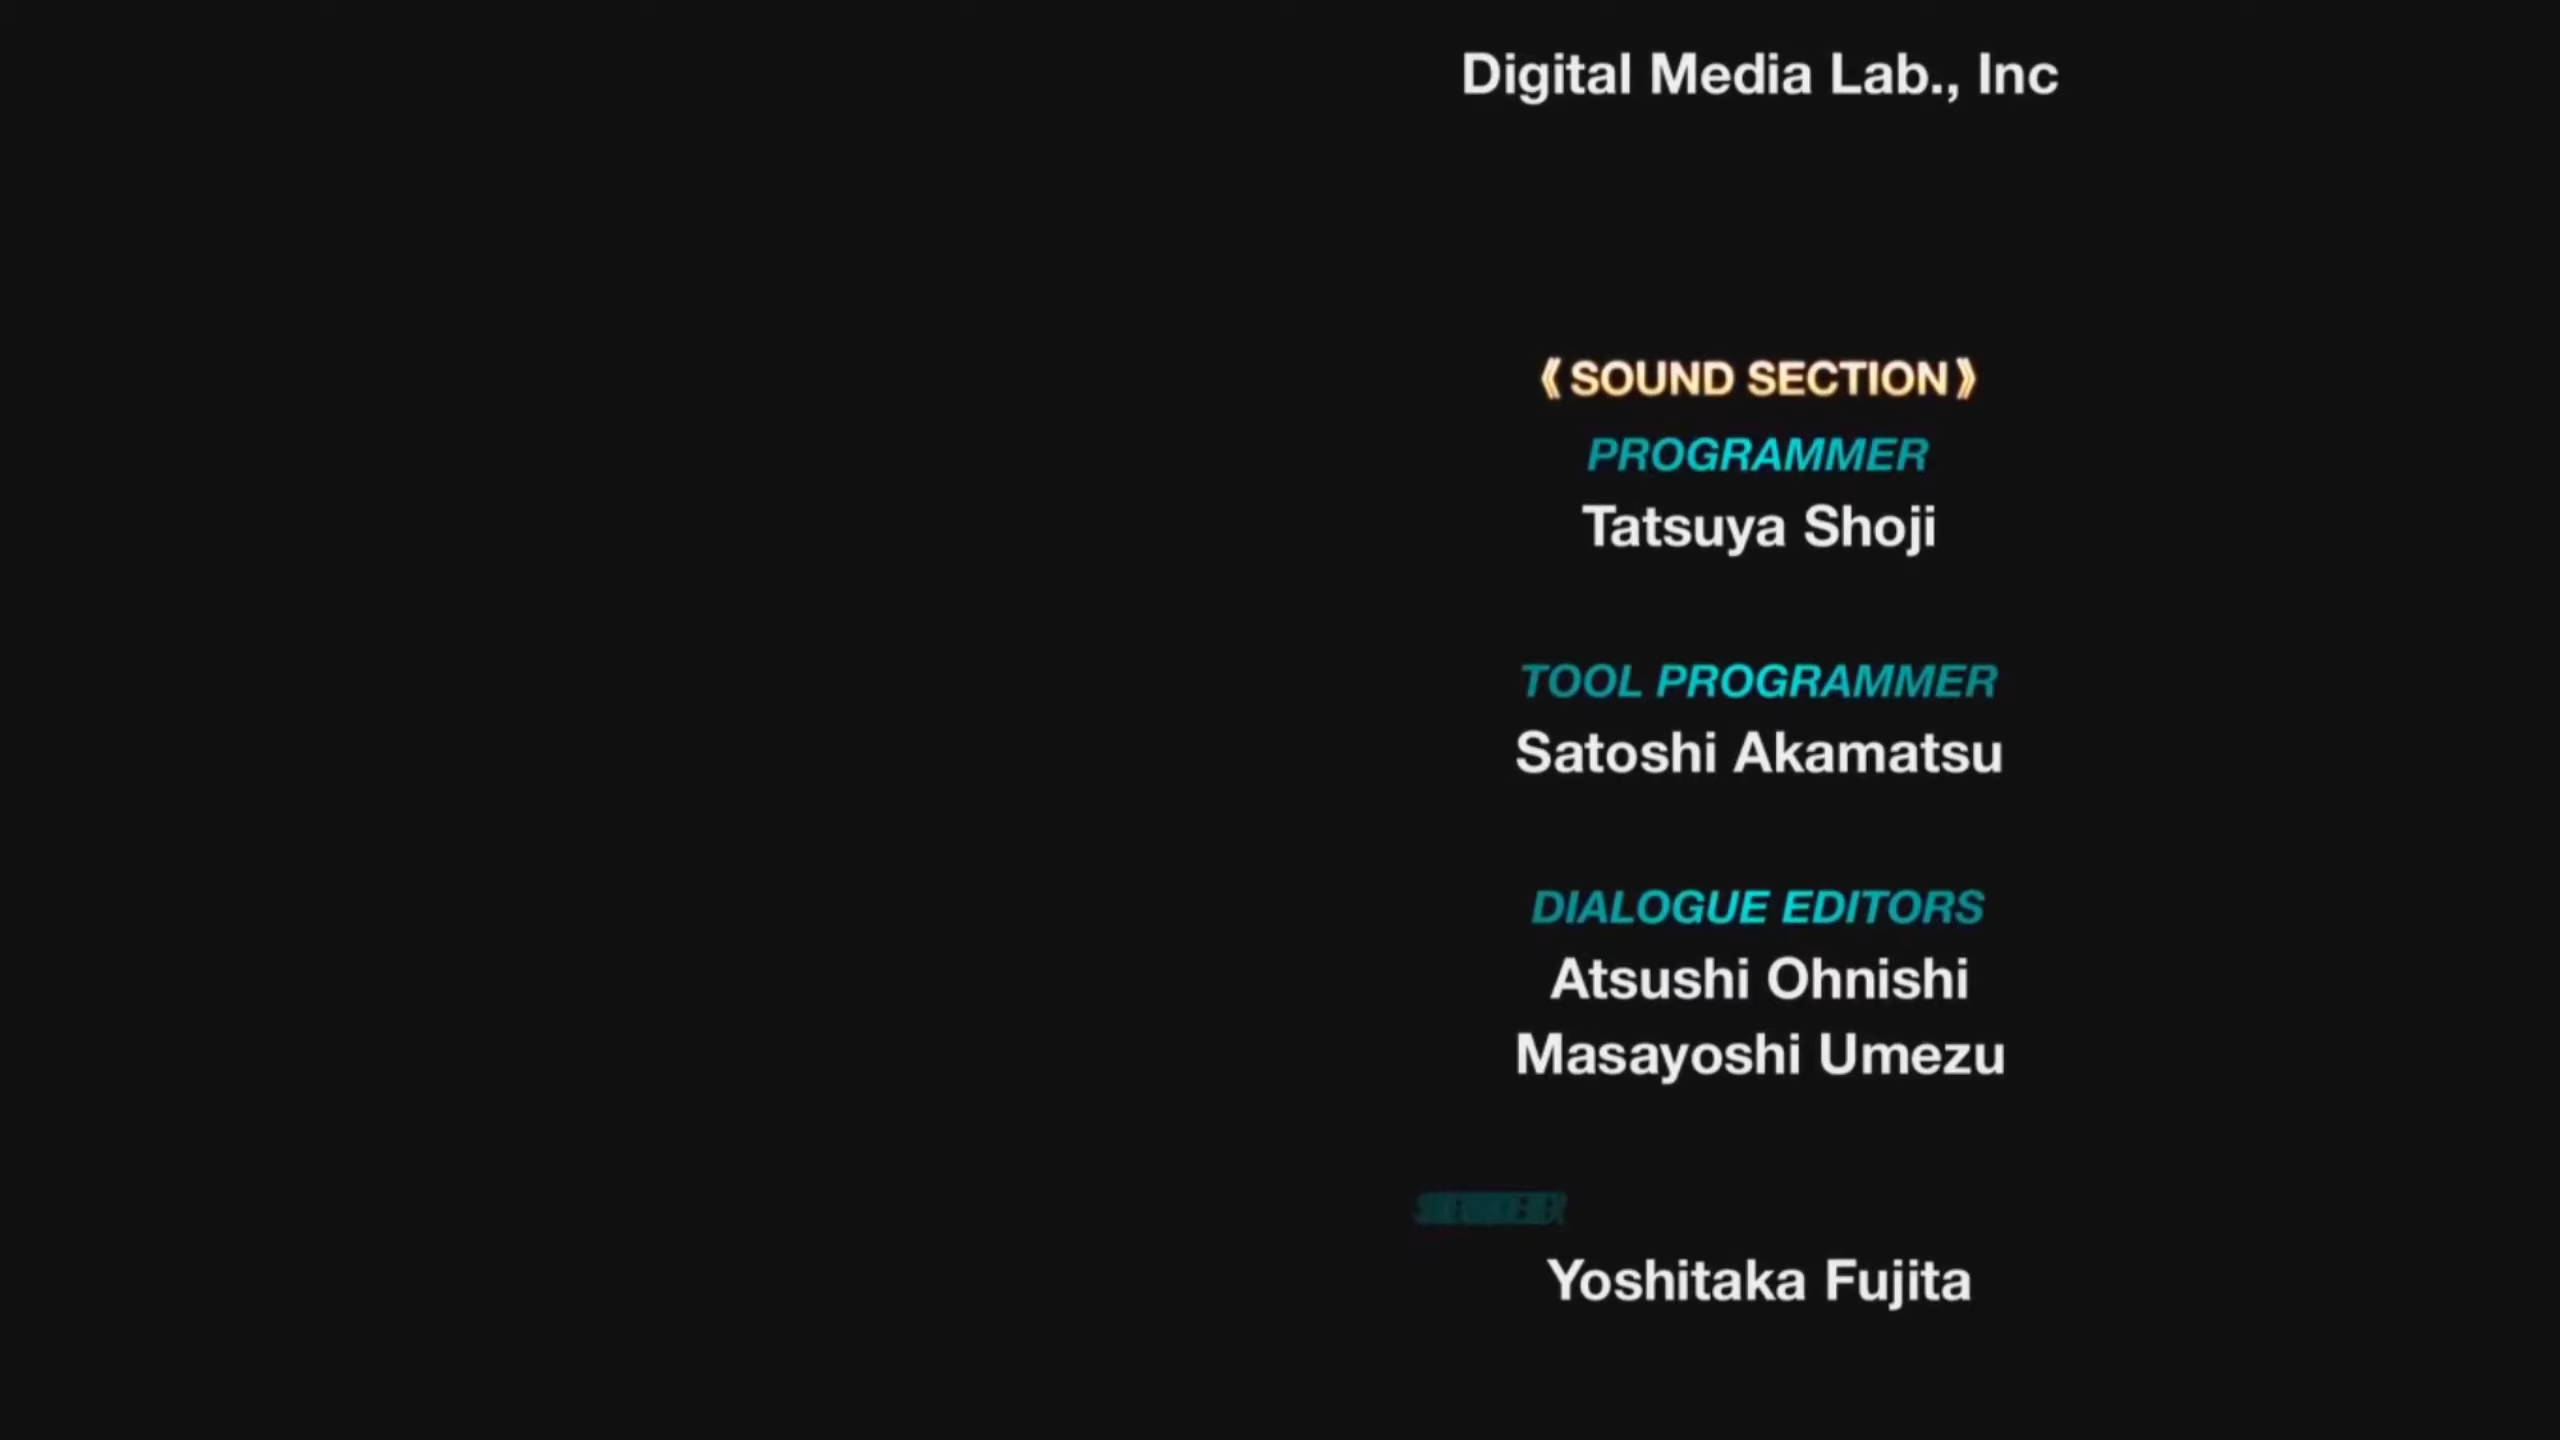 Digital Media Lab., Inc
《SOUND SECTION》
PROGRAMMER
Tatsuya Shoji
TOOL PROGRAMMER
Satoshi Akamatsu
DIALOGUE EDITORS
Atsushi Ohnishi
Masayoshi Umezu
Yoshitaka Fujita